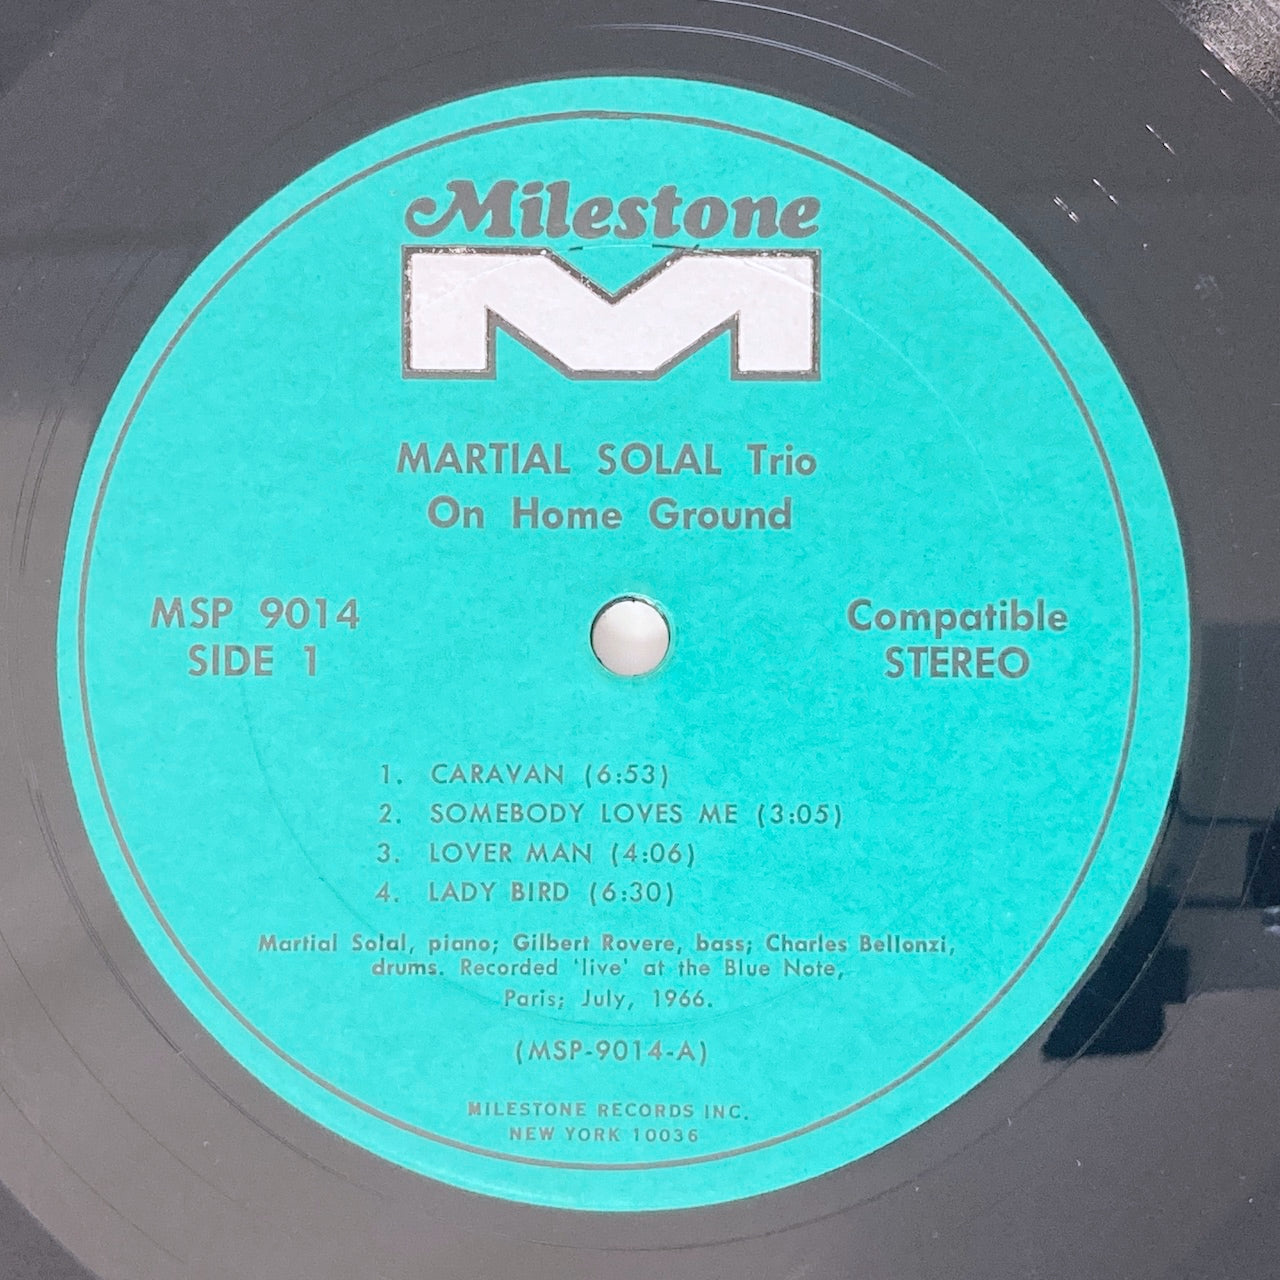 Milestone
M
MARTIAL SOLAL Trio
On Home Ground
MSP 9014
SIDE 1
Compatible
STEREO
1. CARAVAN (6:53)
2. SOMEBODY LOVES ME (3:05)
3. LOVER MAN (4:06)
4. LADY BIRD (6:30)
Martial Solal, piano; Gilbert Rovere, bass; Charles Bellonzi,
drums. Recorded 'live' at the Blue Note,
Paris; July, 1966.
(MSP-9014-A)
MILESTONE RECORDS INC.
NEW YORK 10036